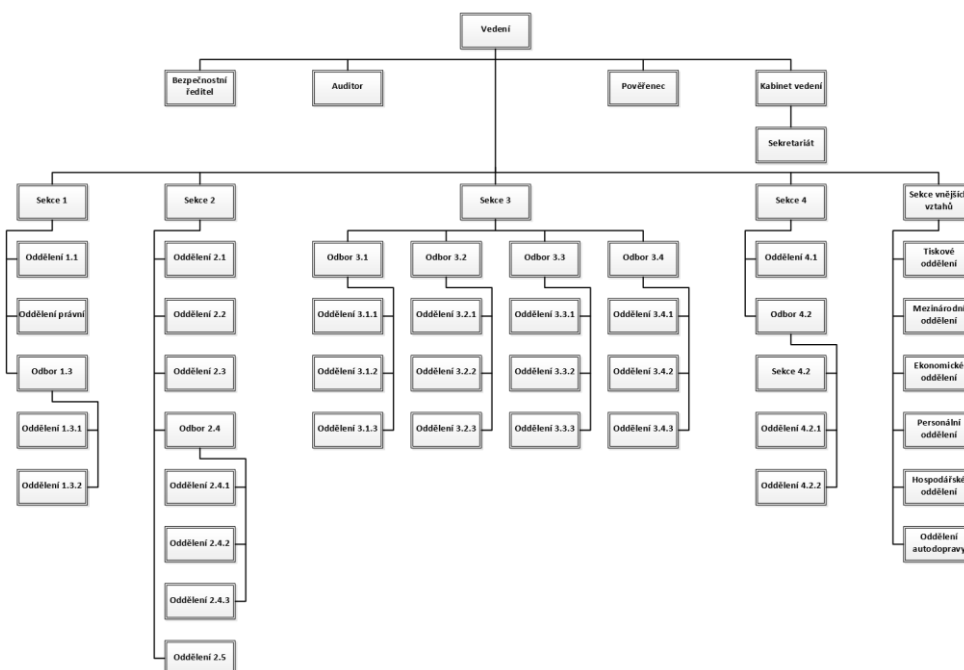 Vedení
Bezpečnostní
ředitel
Auditor
Pověřenec
Kabinet vedení
Sekretariát
Sekce 1
Sekce 2
Sekce 3
Sekce 4
Sekce vnějších
vztahů
Oddělení 1.1
Oddělení právní
Odbor 1.3
Oddělení 1.3.1
Oddělení 1.3.2
Oddělení 2.1
Oddělení 2.2
Oddělení 2.3
Odbor 2.4
Oddělení 2.4.1
Oddělení 2.4.2
Oddělení 2.4.3
Oddělení 2.5
Odbor 3.1
Oddělení 3.1.1
Oddělení 3.1.2
Oddělení 3.1.3
Odbor 3.2
Oddělení 3.2.1
Oddělení 3.2.2
Oddělení 3.2.3
Odbor 3.3
Oddělení 3.3.1
Oddělení 3.3.2
Oddělení 3.3.3
Odbor 3.4
Oddělení 3.4.1
Oddělení 3.4.2
Oddělení 3.4.3
Oddělení 4.1
Odbor 4.2
Sekce 4.2
Oddělení 4.2.1
Oddělení 4.2.2
Tiskové
oddělení
Mezinárodní
oddělení
Ekonomické
oddělení
Personální
oddělení
Hospodářské
oddělení
Oddělení
autodopravy